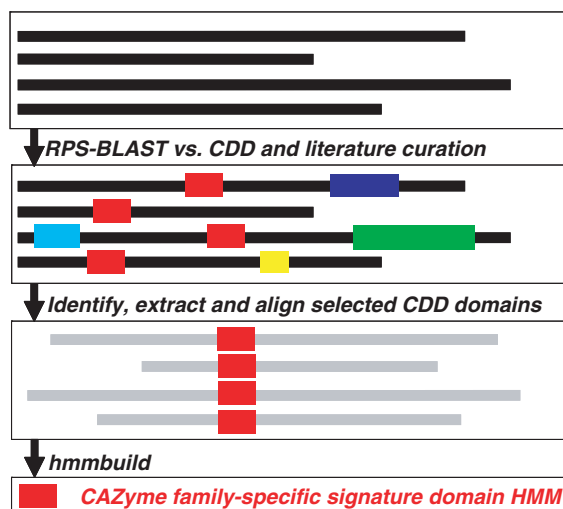 RPS-BLAST vs. CDD and literature curation
Identify, extract and align selected CDD domains
hmmbuild
CAZyme family-specific signature domain HMM